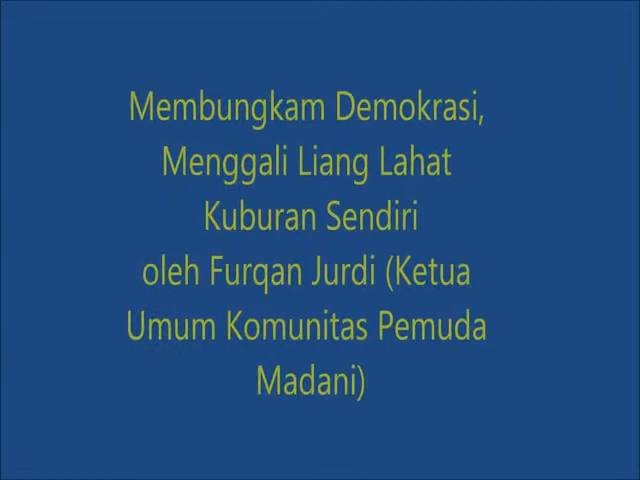 Membungkam Demokrasi,
Menggali Liang Lahat
Kuburan Sendiri
oleh Furqan Jurdi (Ketua
Umum Komunitas Pemuda
Madani)